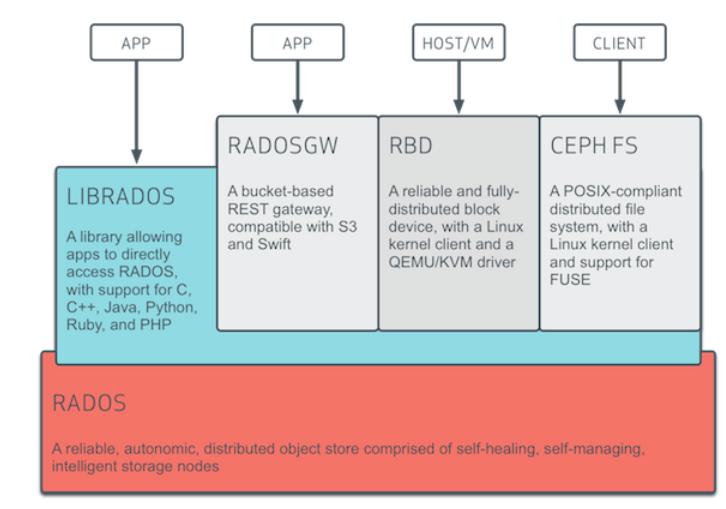 APP
APP
HOST/VM
CLIENT
LIBRADOS
A library allowing
apps to directly
access RADOS,
with support for C,
C++, Java, Python,
Ruby, and PHP
RADOSGW
A bucket-based
REST gateway,
compatible with S3
and Swift
RBD
A reliable and fully-
distributed block
device, with a Linux
kernel client and a
QEMU/KVM driver
CEPH FS
A POSIX-compliant
distributed file
system, with a
Linux kernel client
and support for
FUSE
RADOS
A reliable, autonomic, distributed object store comprised of self-healing, self-managing,
intelligent storage nodes